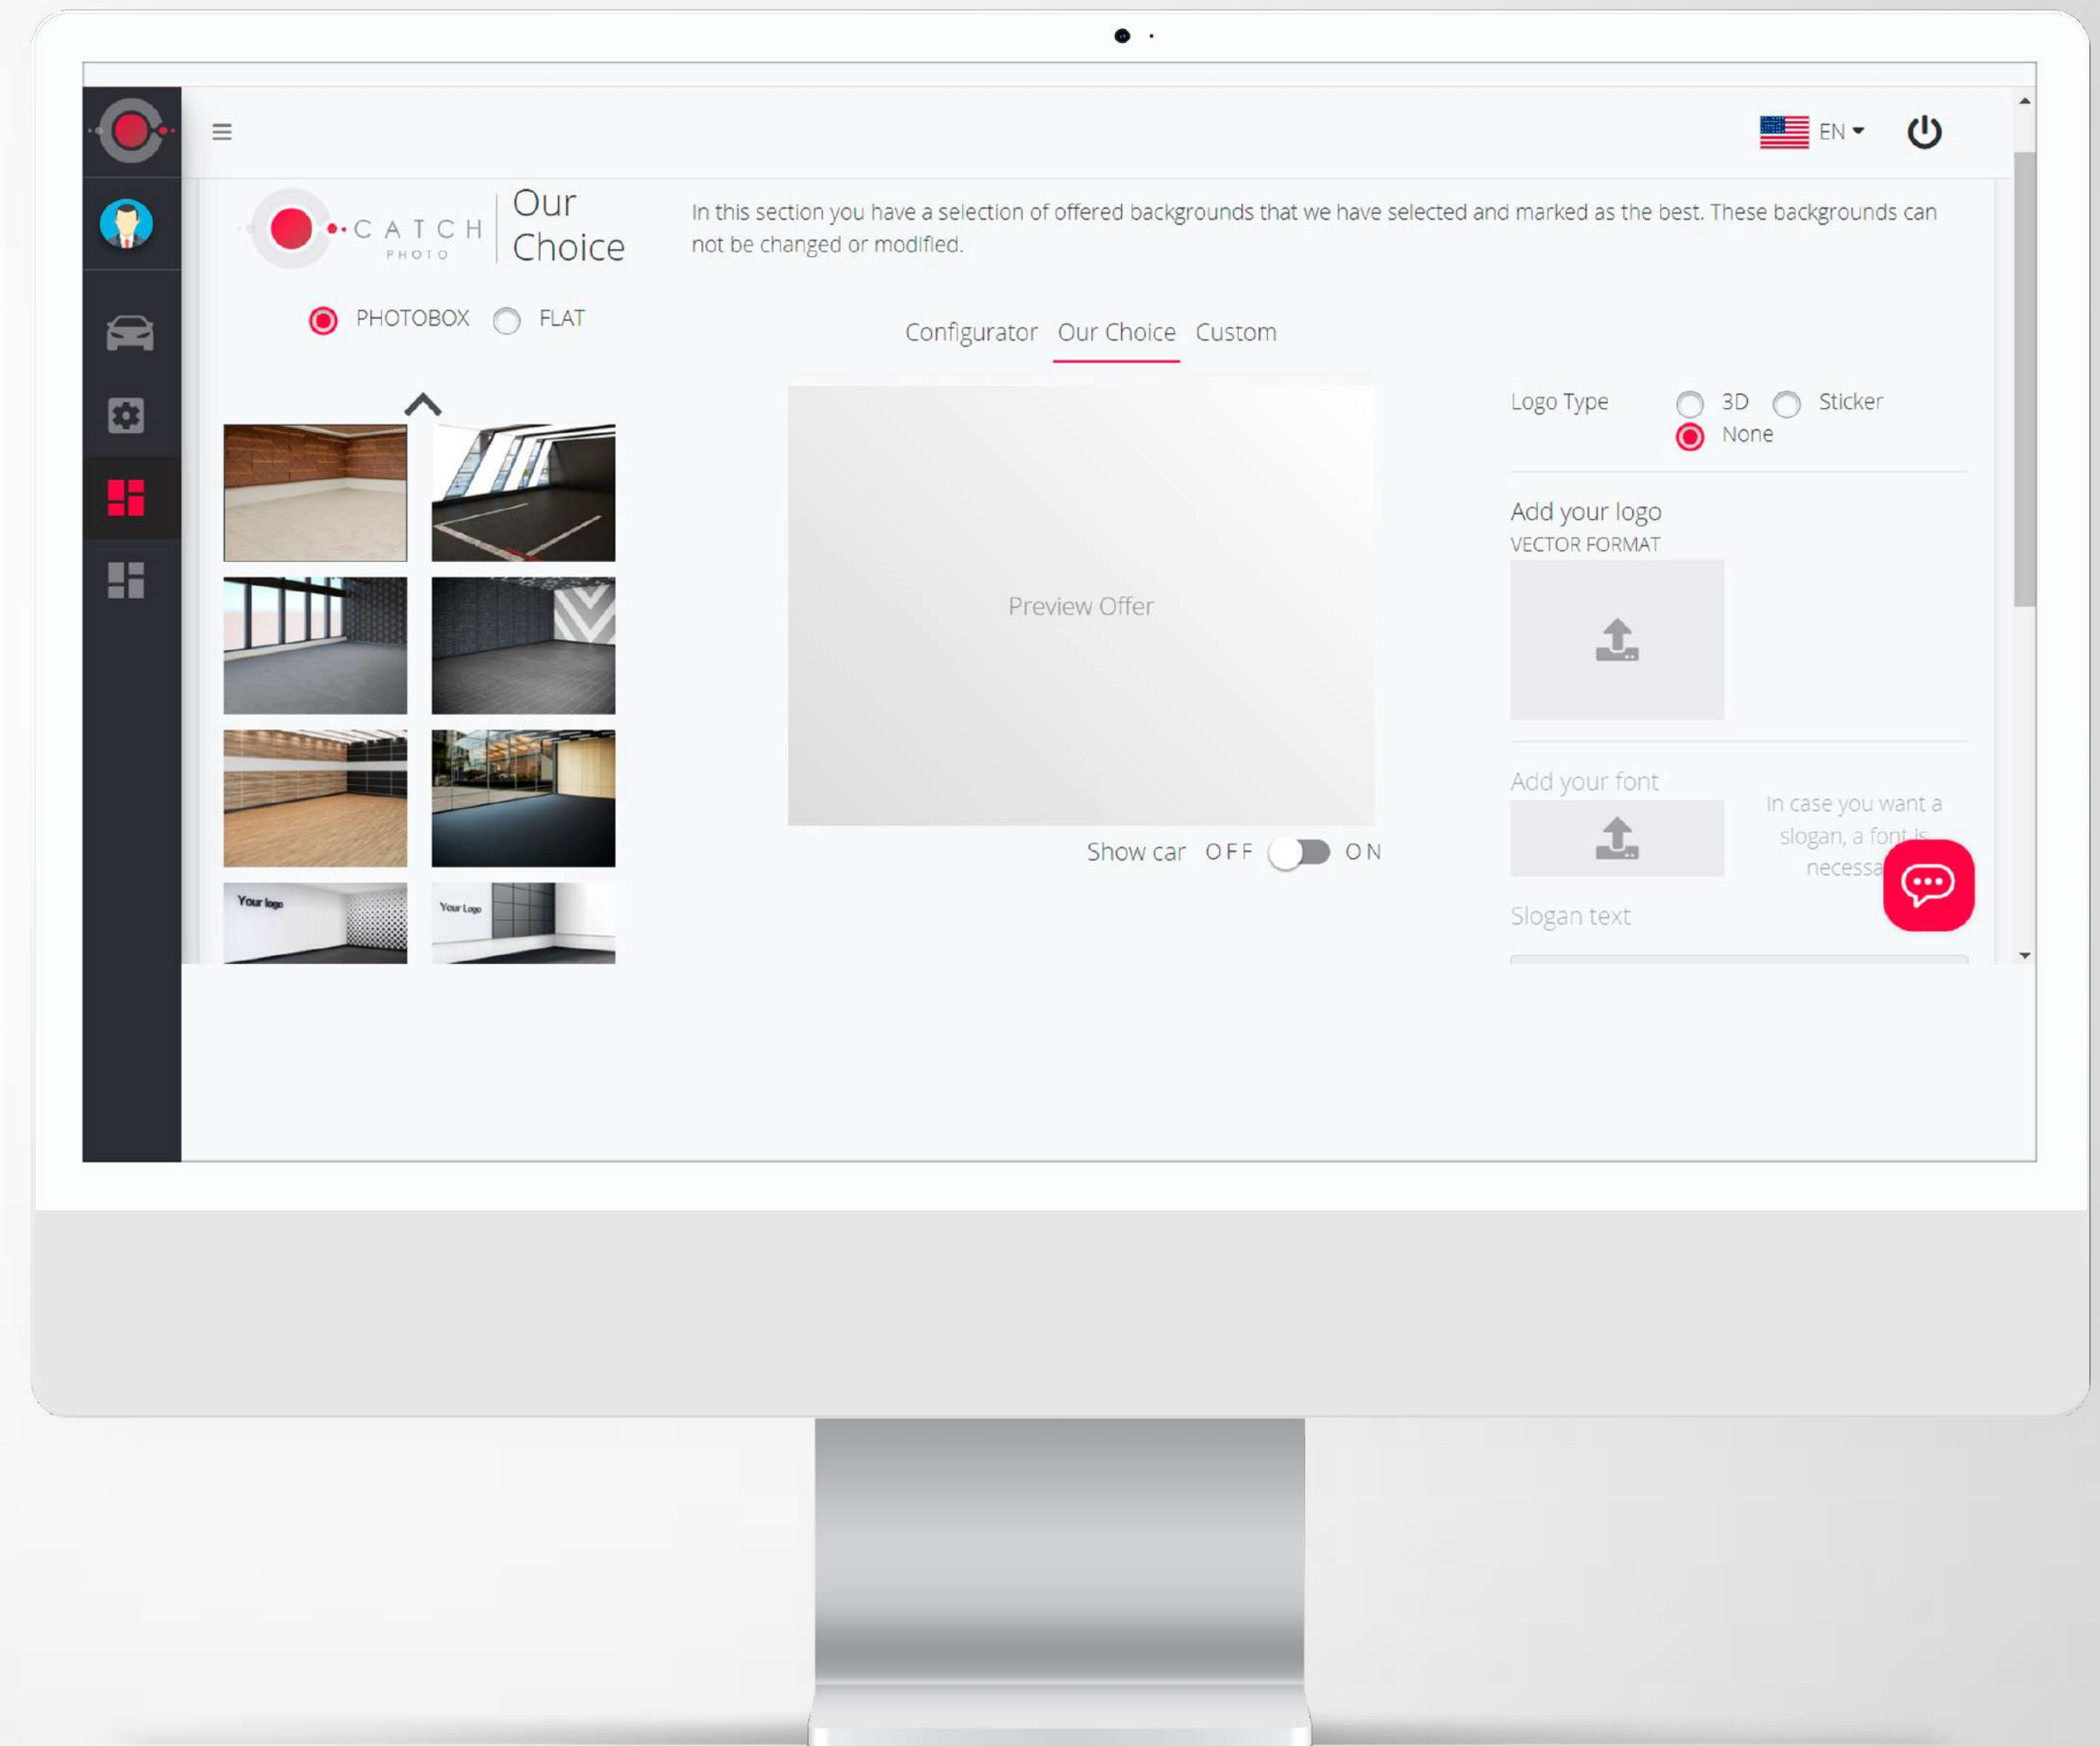 EN
CATCH
PHOTO
Our
Choice
In this section you have a selection of offered backgrounds that we have selected and marked as the best. These backgrounds can
not be changed or modified.
PHOTOBOX FLAT
Configurator Our Choice Custom
Logo Type 3D Sticker
None
Add your logo
VECTOR FORMAT
Preview Offer
Add your font
In case you want a
slogan, a font is
Show car OFF ON
Your logo
Your Logo
Slogan text